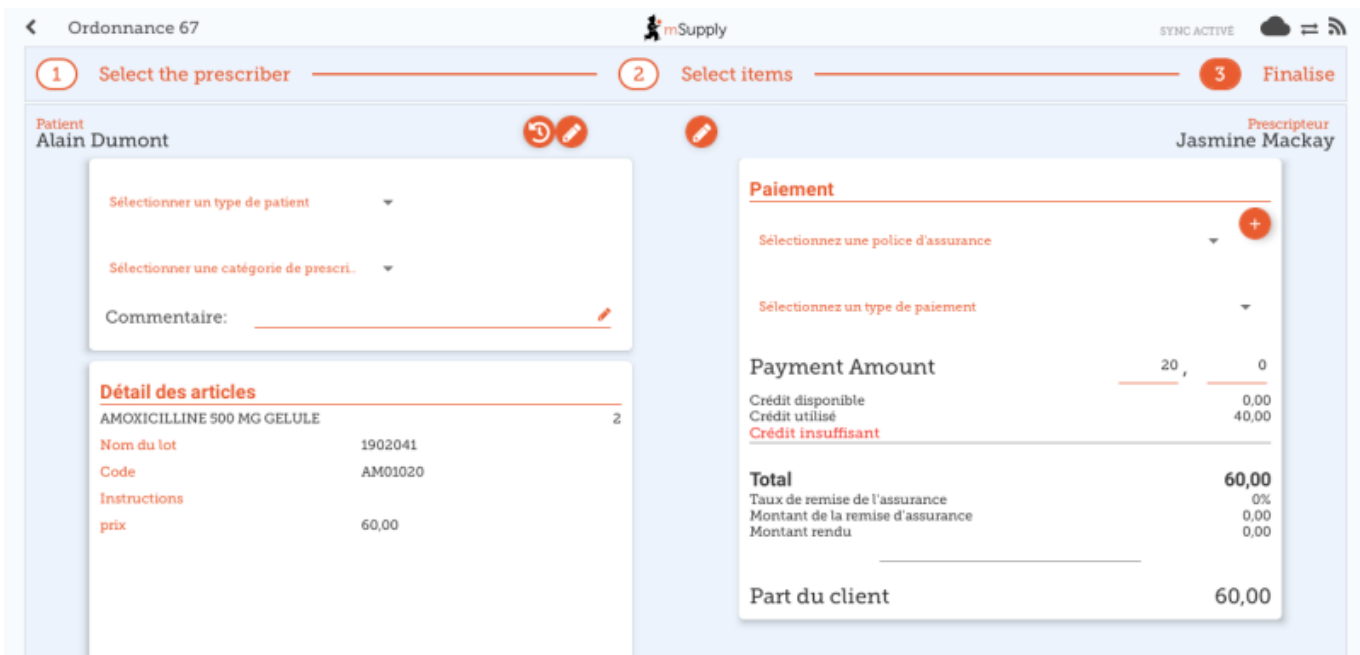 Ordonnance 67
mSupply
SYNC ACTIVÉ
1 Select the prescriber
2 Select items
3 Finalise
Patient
Alain Dumont
Prescripteur
Jasmine Mackay
Sélectionner un type de patient
Sélectionner une catégorie de prescri..
Commentaire:
Détail des articles
AMOXICILLINE 500 MG GELULE 2
Nom du lot 1902041
Code AM01020
Instructions
prix 60,00
Paiement
+
Sélectionnez une police d'assurance
Sélectionnez un type de paiement
Payment Amount 20 , 0
Crédit disponible 0,00
Crédit utilisé 40,00
Crédit insuffisant
Total 60,00
Taux de remise de l'assurance 0%
Montant de la remise d'assurance 0,00
Montant rendu 0,00
Part du client 60,00